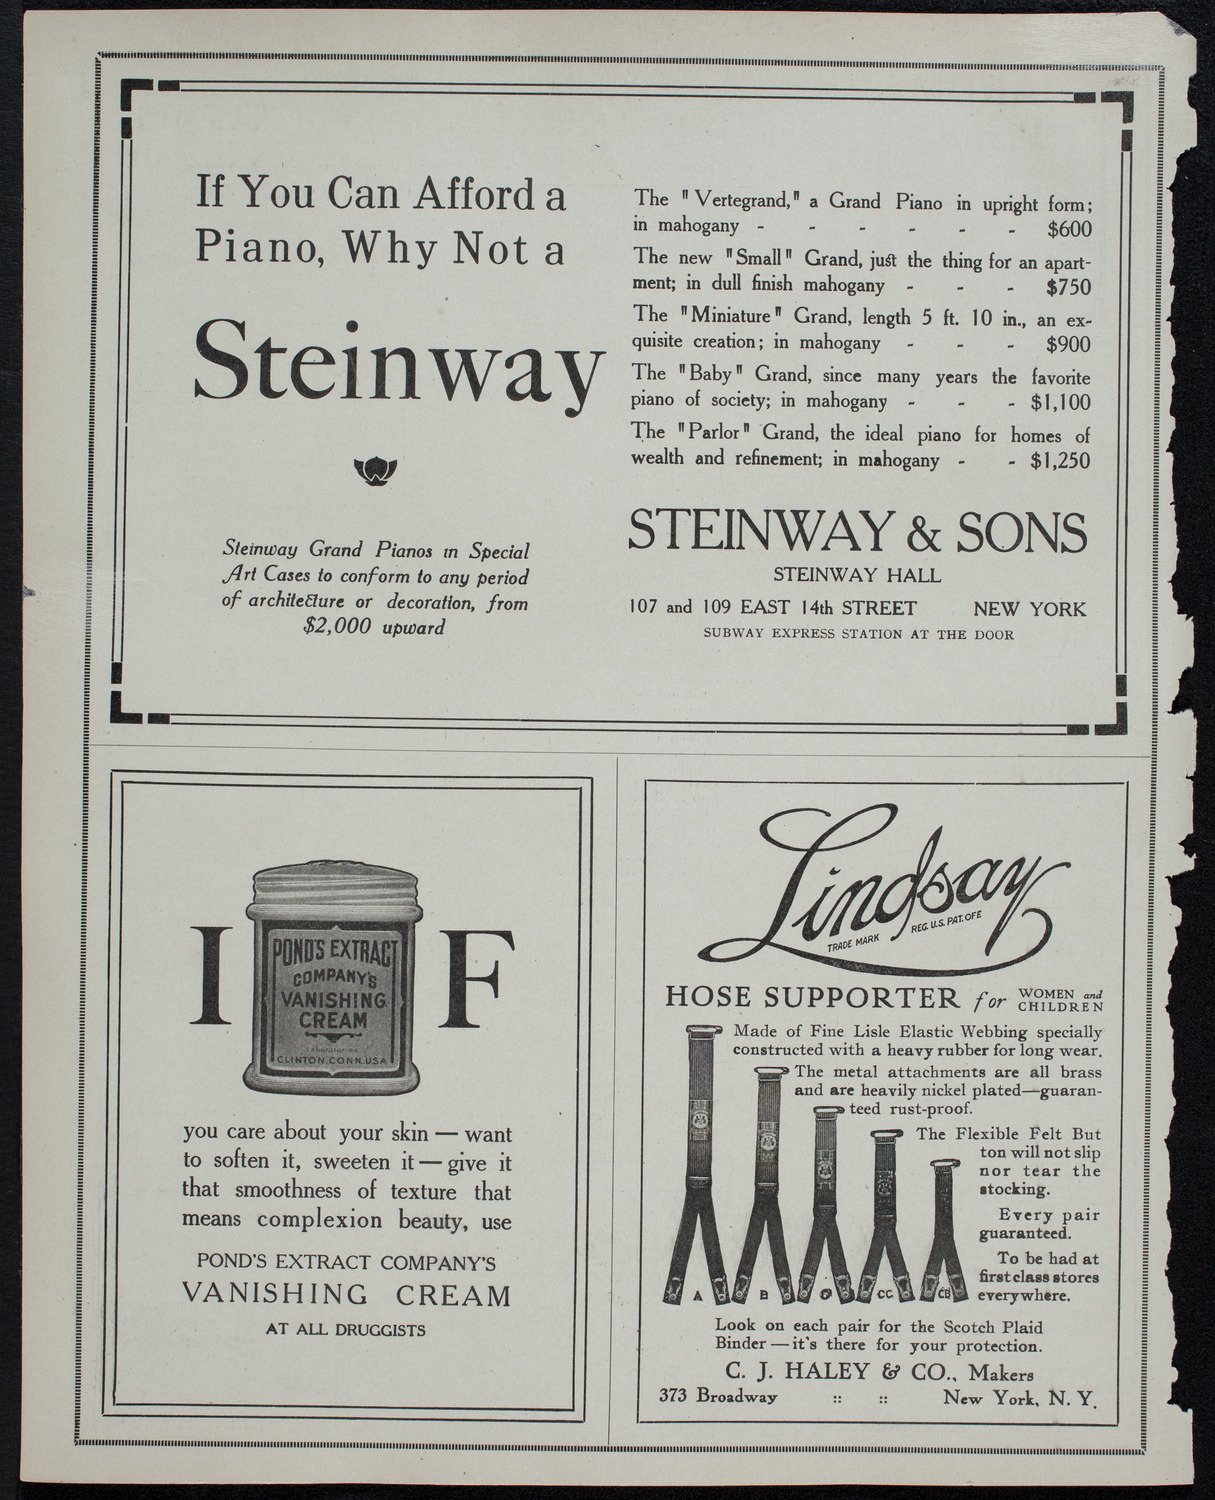 If You Can Afford a
Piano, Why Not a
Steinway
Steinway Grand Pianos in Special
Art Cases to conform to any period
of architecture or decoration, from
$2,000 upward
The "Vertegrand," a Grand Piano in upright form;
in mahogany - - - - - - $600
The new "Small" Grand, just the thing for an apart-
ment; in dull finish mahogany - - - $750
The "Miniature" Grand, length 5 ft. 10 in., an ex-
quisite creation; in mahogany - - - $900
The "Baby" Grand, since many years the favorite
piano of society; in mahogany - - - $1,100
The "Parlor" Grand, the ideal piano for homes of
wealth and refinement; in mahogany - - $1,250
STEINWAY & SONS
STEINWAY HALL
107 and 109 EAST 14th STREET NEW YORK
SUBWAY EXPRESS STATION AT THE DOOR
I F
POND'S EXTRACT
COMPANY'S
VANISHING
CREAM
Laboratories
CLINTON, CONN. USA
you care about your skin — want
to soften it, sweeten it — give it
that smoothness of texture that
means complexion beauty, use
POND'S EXTRACT COMPANY'S
VANISHING CREAM
AT ALL DRUGGISTS
Lindsay
TRADE MARK REG. U.S. PAT. OFF.
HOSE SUPPORTER for WOMEN and
CHILDREN
Made of Fine Lisle Elastic Webbing specially
constructed with a heavy rubber for long wear.
The metal attachments are all brass
and are heavily nickel plated—guaran-
teed rust-proof.
The Flexible Felt But
ton will not slip
nor tear the
stocking.
Every pair
guaranteed.
To be had at
first class stores
everywhere.
A B CC CB
Look on each pair for the Scotch Plaid
Binder — it's there for your protection.
C. J. HALEY & CO., Makers
373 Broadway :: :: New York, N. Y.